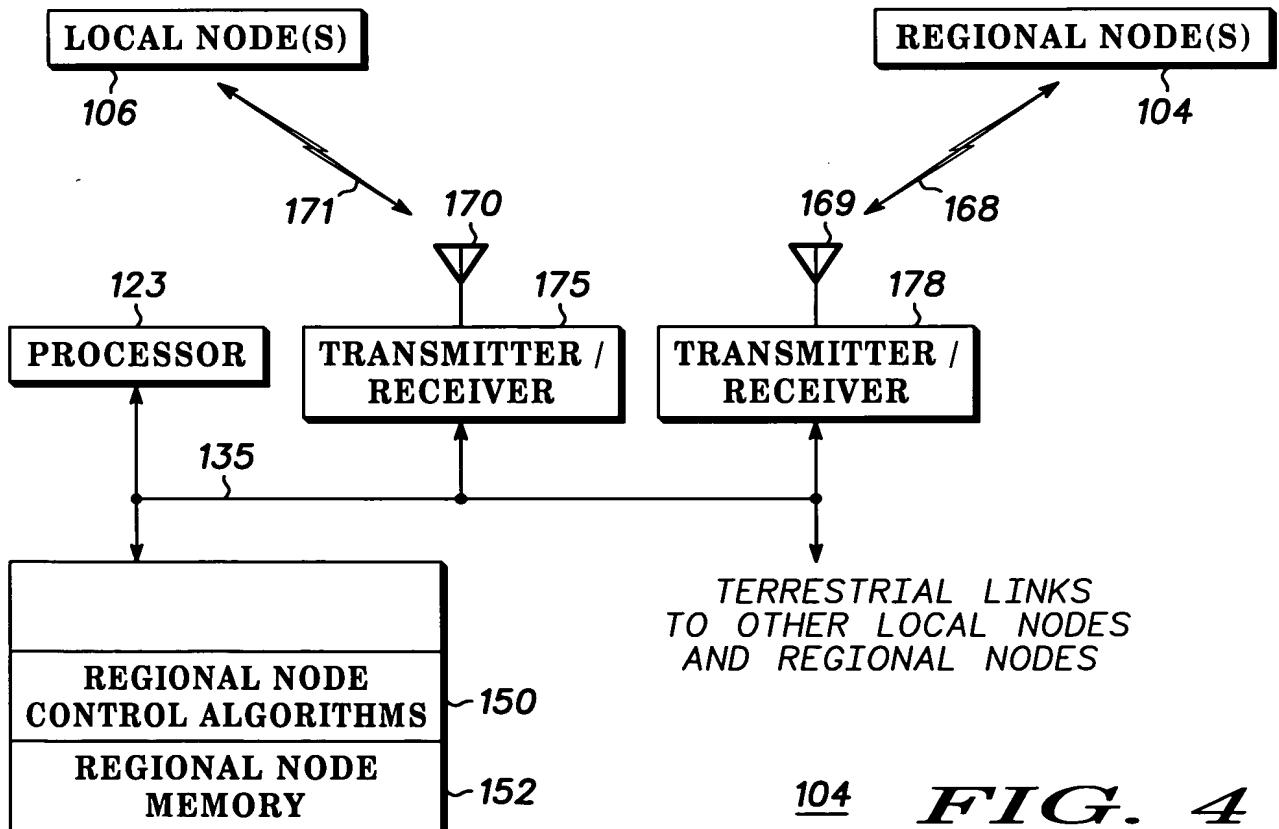 LOCAL NODE(S)
REGIONAL NODE(S)
106
104
171
170
169
168
123
175
178
PROCESSOR
TRANSMITTER /
RECEIVER
TRANSMITTER /
RECEIVER
135
TERRESTRIAL LINKS
TO OTHER LOCAL NODES
AND REGIONAL NODES
REGIONAL NODE
CONTROL ALGORITHMS
150
REGIONAL NODE
MEMORY
152
104 FIG. 4